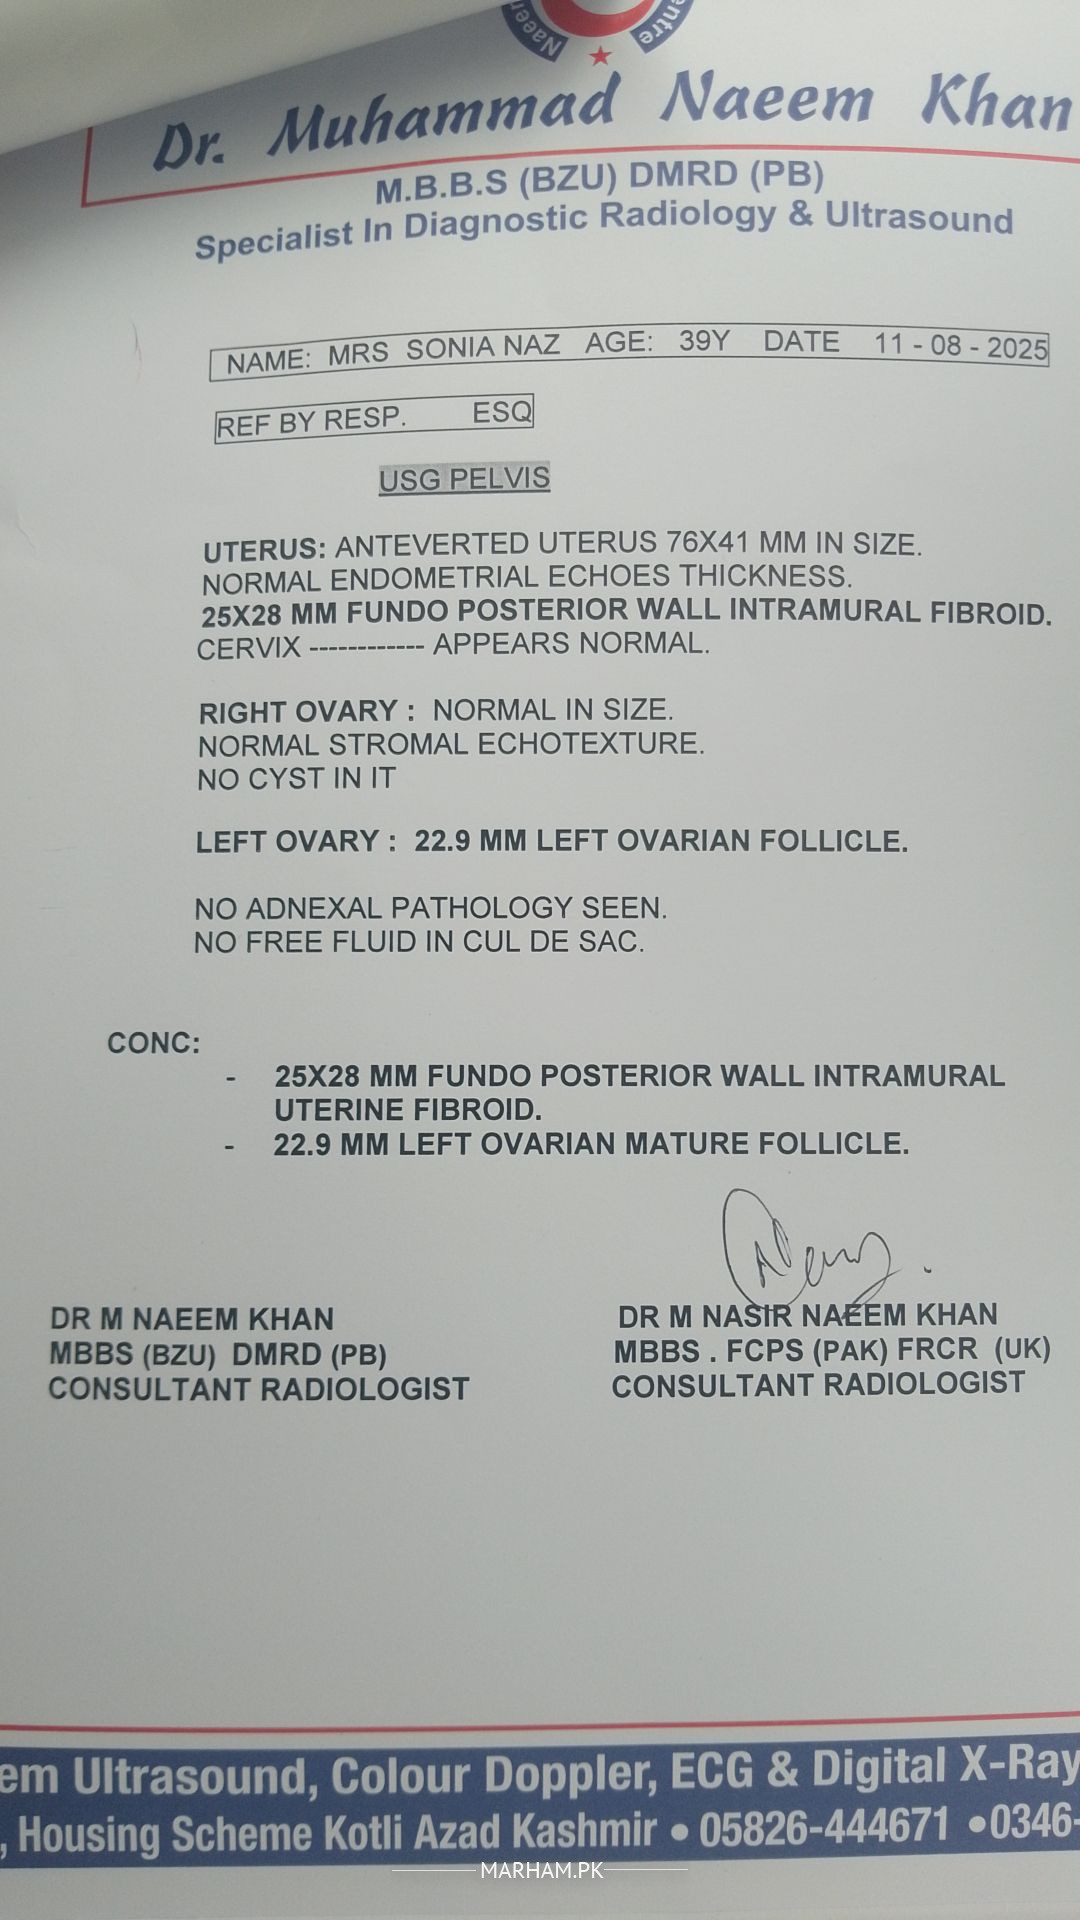 Naeem
entre
Dr. Muhammad Naeem Khan
M.B.B.S (BZU) DMRD (PB)
Specialist In Diagnostic Radiology & Ultrasound
NAME: MRS SONIA NAZ AGE: 39Y DATE 11 - 08 - 2025
REF BY RESP. ESQ
USG PELVIS
UTERUS: ANTEVERTED UTERUS 76X41 MM IN SIZE.
NORMAL ENDOMETRIAL ECHOES THICKNESS.
25X28 MM FUNDO POSTERIOR WALL INTRAMURAL FIBROID.
CERVIX ------------ APPEARS NORMAL.
RIGHT OVARY : NORMAL IN SIZE.
NORMAL STROMAL ECHOTEXTURE.
NO CYST IN IT
LEFT OVARY : 22.9 MM LEFT OVARIAN FOLLICLE.
NO ADNEXAL PATHOLOGY SEEN.
NO FREE FLUID IN CUL DE SAC.
CONC:
- 25X28 MM FUNDO POSTERIOR WALL INTRAMURAL
UTERINE FIBROID.
- 22.9 MM LEFT OVARIAN MATURE FOLLICLE.
DR M NAEEM KHAN
MBBS (BZU) DMRD (PB)
CONSULTANT RADIOLOGIST
DR M NASIR NAEEM KHAN
MBBS . FCPS (PAK) FRCR (UK)
CONSULTANT RADIOLOGIST
em Ultrasound, Colour Doppler, ECG & Digital X-Ray
, Housing Scheme Kotli Azad Kashmir • 05826-444671 •0346-
MARHAM.PK